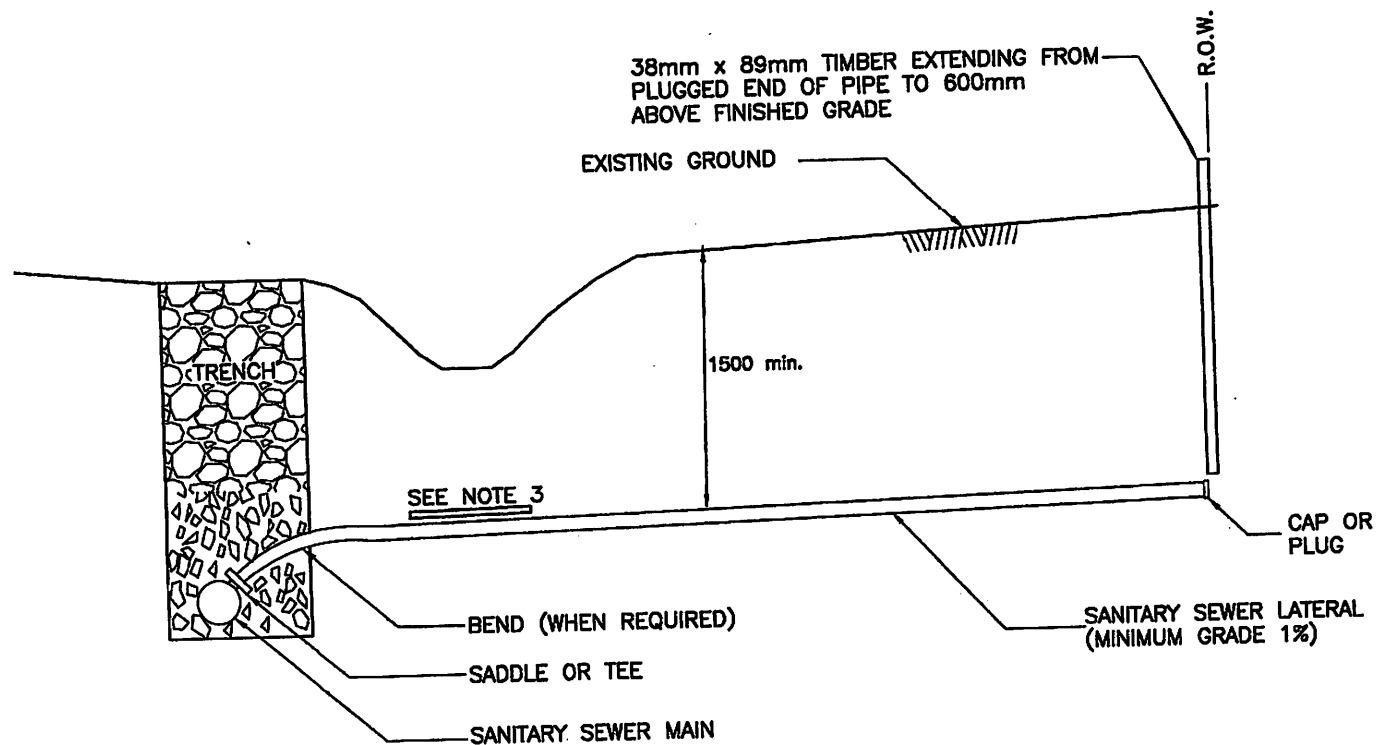 R.O.W.
38mm x 89mm TIMBER EXTENDING FROM
PLUGGED END OF PIPE TO 600mm
ABOVE FINISHED GRADE
EXISTING GROUND
TRENCH
1500 min.
SEE NOTE 3
CAP OR
PLUG
BEND (WHEN REQUIRED)
SANITARY SEWER LATERAL
(MINIMUM GRADE 1%)
SADDLE OR TEE
SANITARY SEWER MAIN